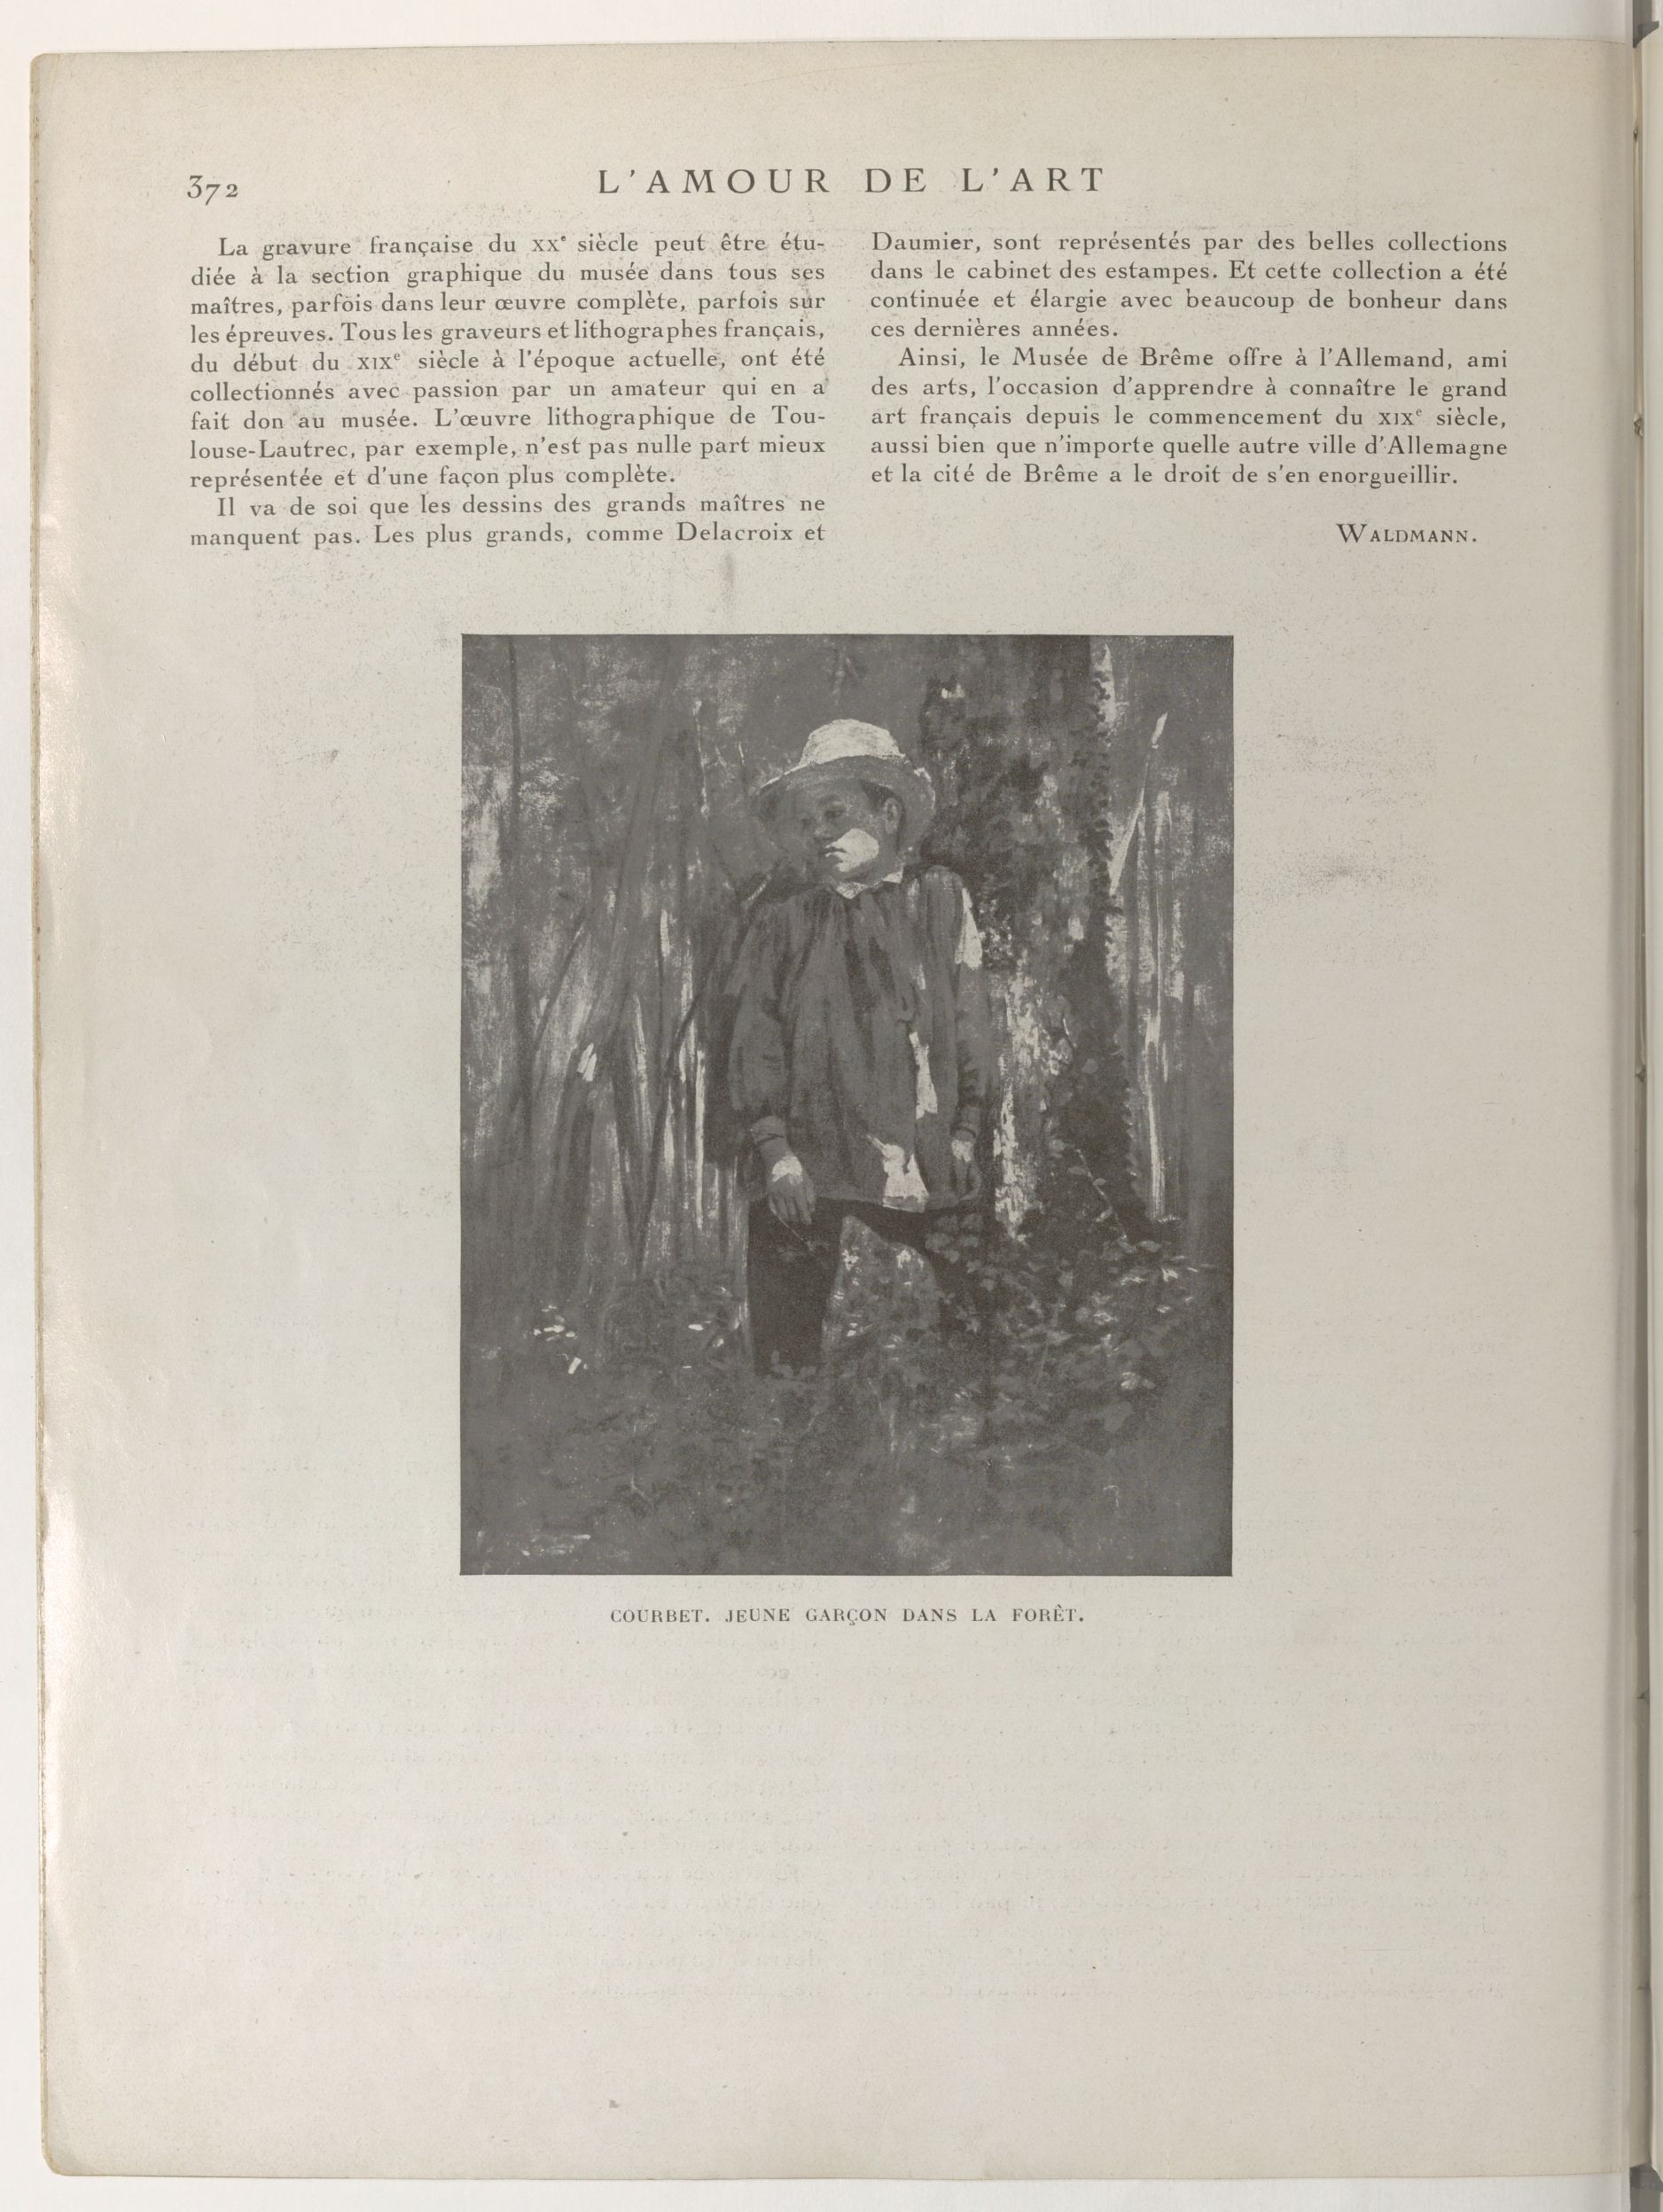 372
L'AMOUR DE L'ART
La gravure française du XXe siècle peut être étu-
diée à la section graphique du musée dans tous ses
maîtres, parfois dans leur œuvre complète, parfois sur
les épreuves. Tous les graveurs et lithographes français,
du début du XIXe siècle à l'époque actuelle, ont été
collectionnés avec passion par un amateur qui en a
fait don au musée. L'œuvre lithographique de Tou-
louse-Lautrec, par exemple, n'est pas nulle part mieux
représentée et d'une façon plus complète.
Il va de soi que les dessins des grands maîtres ne
manquent pas. Les plus grands, comme Delacroix et
Daumier, sont représentés par des belles collections
dans le cabinet des estampes. Et cette collection a été
continuée et élargie avec beaucoup de bonheur dans
ces dernières années.
Ainsi, le Musée de Brême offre à l'Allemand, ami
des arts, l'occasion d'apprendre à connaître le grand
art français depuis le commencement du XIXe siècle,
aussi bien que n'importe quelle autre ville d'Allemagne
et la cité de Brême a le droit de s'en enorgueillir.
WALDMANN.
COURBET. JEUNE GARÇON DANS LA FORÊT.